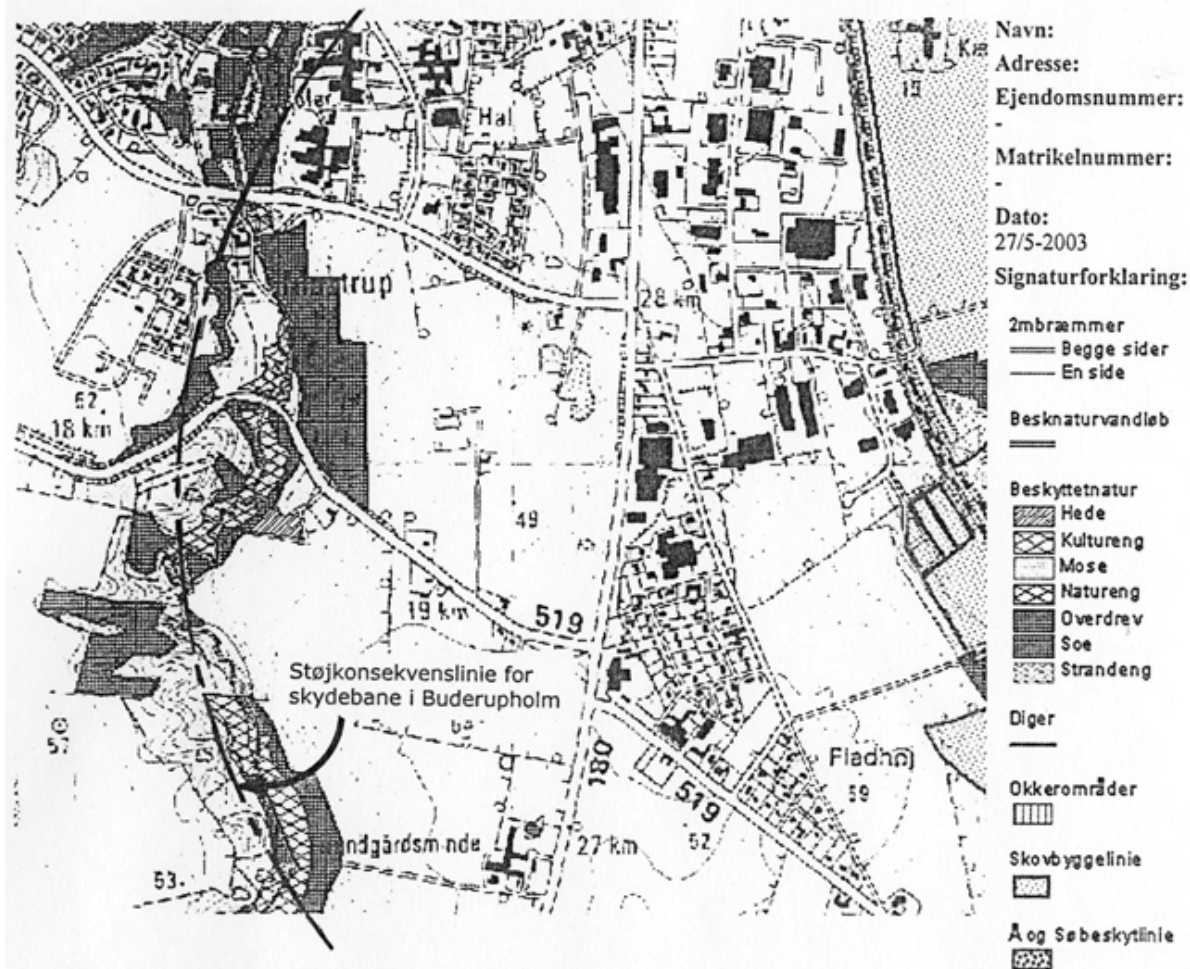 Hal
28 km
62.
18 km
49
19 km
519
Støjkonsekvenslinie for
skydebane i Buderupholm
57
180
519
Fladhøj
59
52
27 km
53.
19
Navn:
Adresse:
Ejendomsnummer:
-
Matrikelnummer:
-
Dato:
27/5-2003
Signaturforklaring:
2mbræmmer
Begge sider
En side
Besknaturvandløb
Beskyttetnatur
Hede
Kultureng
Mose
Natureng
Overdrev
Soe
Strandeng
Diger
Okkerområder
Skovbyggelinie
Å og Søbeskytlinie